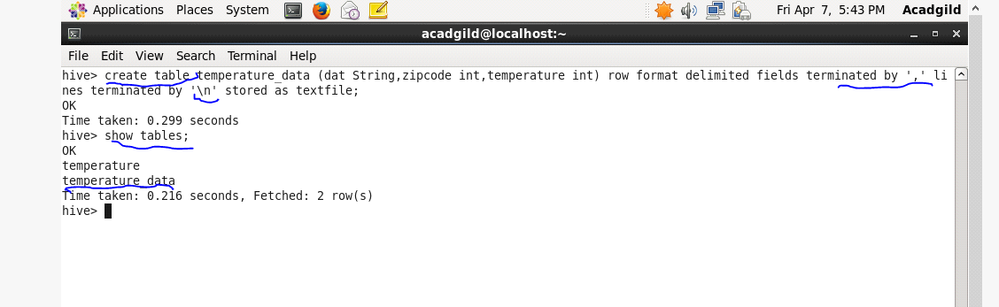 Applications Places System Fri Apr 7, 5:43 PM Acadgild
acadgild@localhost:~
File Edit View Search Terminal Help
hive> create table temperature_data (dat String,zipcode int,temperature int) row format delimited fields terminated by ',' li
nes terminated by '\n' stored as textfile;
OK
Time taken: 0.299 seconds
hive> show tables;
OK
temperature
temperature_data
Time taken: 0.216 seconds, Fetched: 2 row(s)
hive>